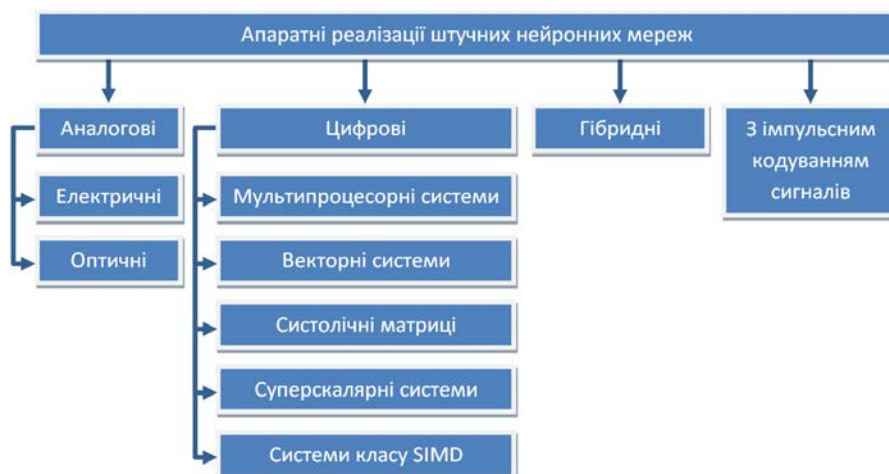 Апаратні реалізації штучних нейронних мереж
Аналогові
Електричні
Оптичні
Цифрові
Мультипроцесорні системи
Векторні системи
Систолічні матриці
Суперскалярні системи
Системи класу SIMD
Гібридні
З імпульсним
кодуванням
сигналів